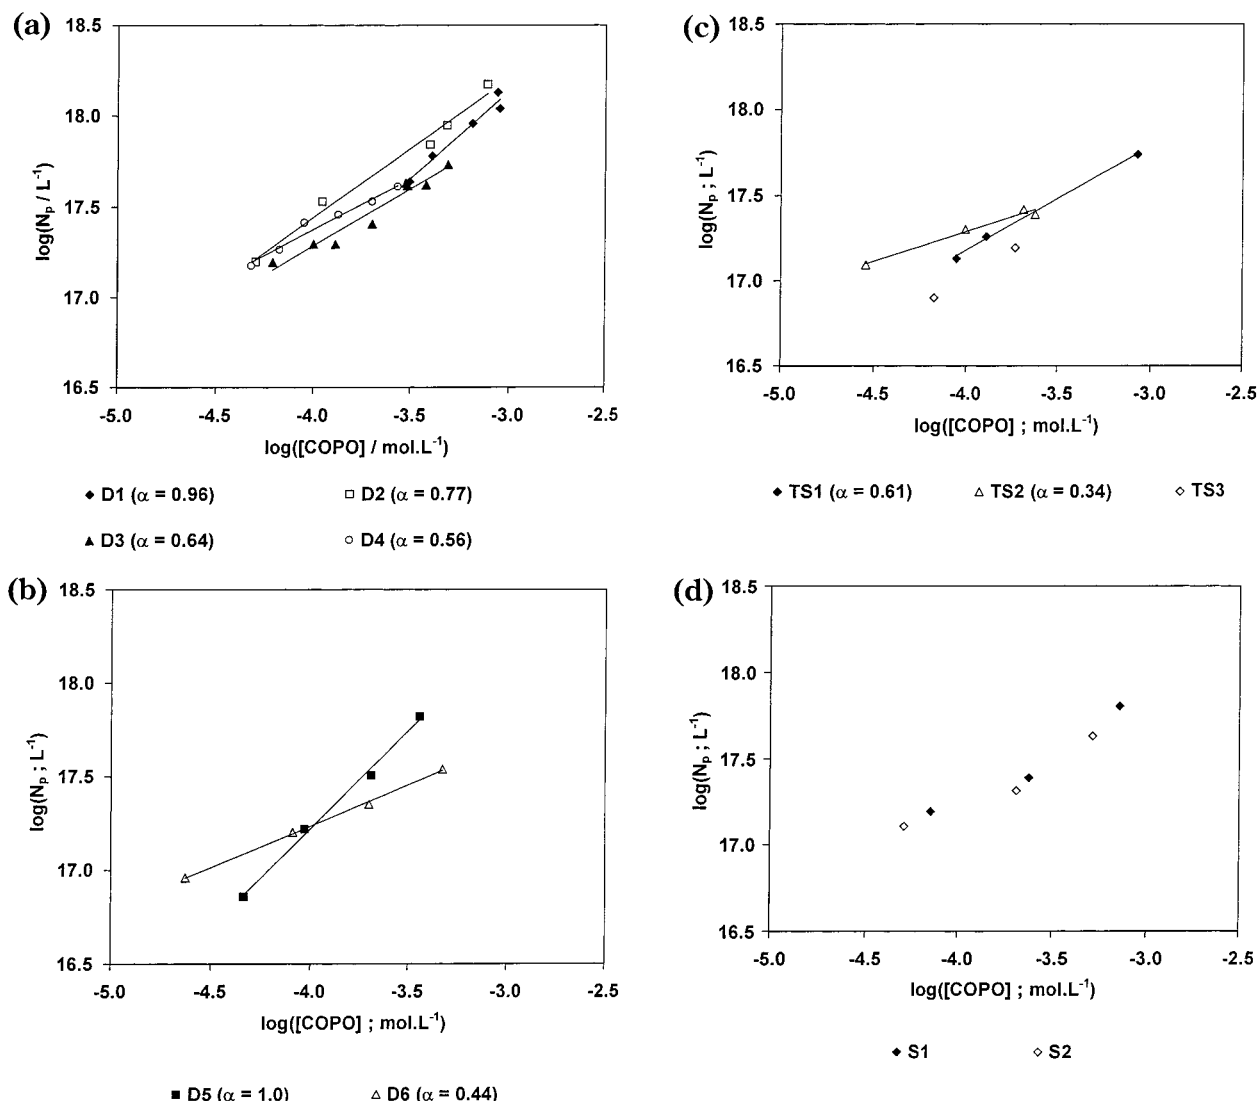 (a)
18.5
18.0
17.5
17.0
16.5
log(Np / L-1)
-5.0 -4.5 -4.0 -3.5 -3.0 -2.5
log([COPO] / mol.L-1)
D1 (α = 0.96) D2 (α = 0.77)
D3 (α = 0.64) D4 (α = 0.56)
(c)
18.5
18.0
17.5
17.0
16.5
log(Np ; L-1)
-5.0 -4.5 -4.0 -3.5 -3.0 -2.5
log([COPO] ; mol.L-1)
TS1 (α = 0.61) TS2 (α = 0.34) TS3
(b)
18.5
18.0
17.5
17.0
16.5
log(Np ; L-1)
-5.0 -4.5 -4.0 -3.5 -3.0 -2.5
log([COPO] ; mol.L-1)
D5 (α = 1.0) D6 (α = 0.44)
(d)
18.5
18.0
17.5
17.0
16.5
log(Np ; L-1)
-5.0 -4.5 -4.0 -3.5 -3.0 -2.5
log([COPO] ; mol.L-1)
S1 S2